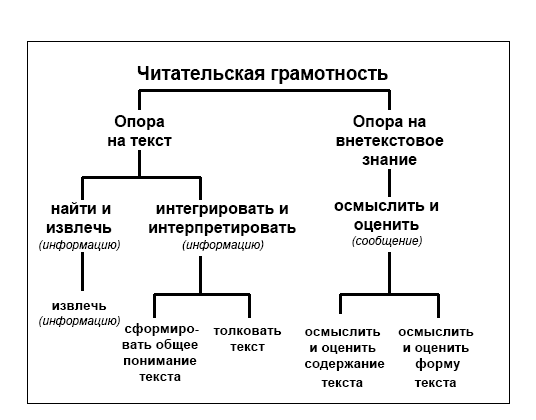 Читательская грамотность
Опора
на текст
Опора на
внетекстовое
знание
найти и
извлечь
(информацию)
интегрировать и
интерпретировать
(информацию)
осмыслить и
оценить
(сообщение)
извлечь
(информацию)
сформиро-
вать общее
понимание
текста
толковать
текст
осмыслить
и оценить
содержание
текста
осмыслить
и оценить
форму
текста